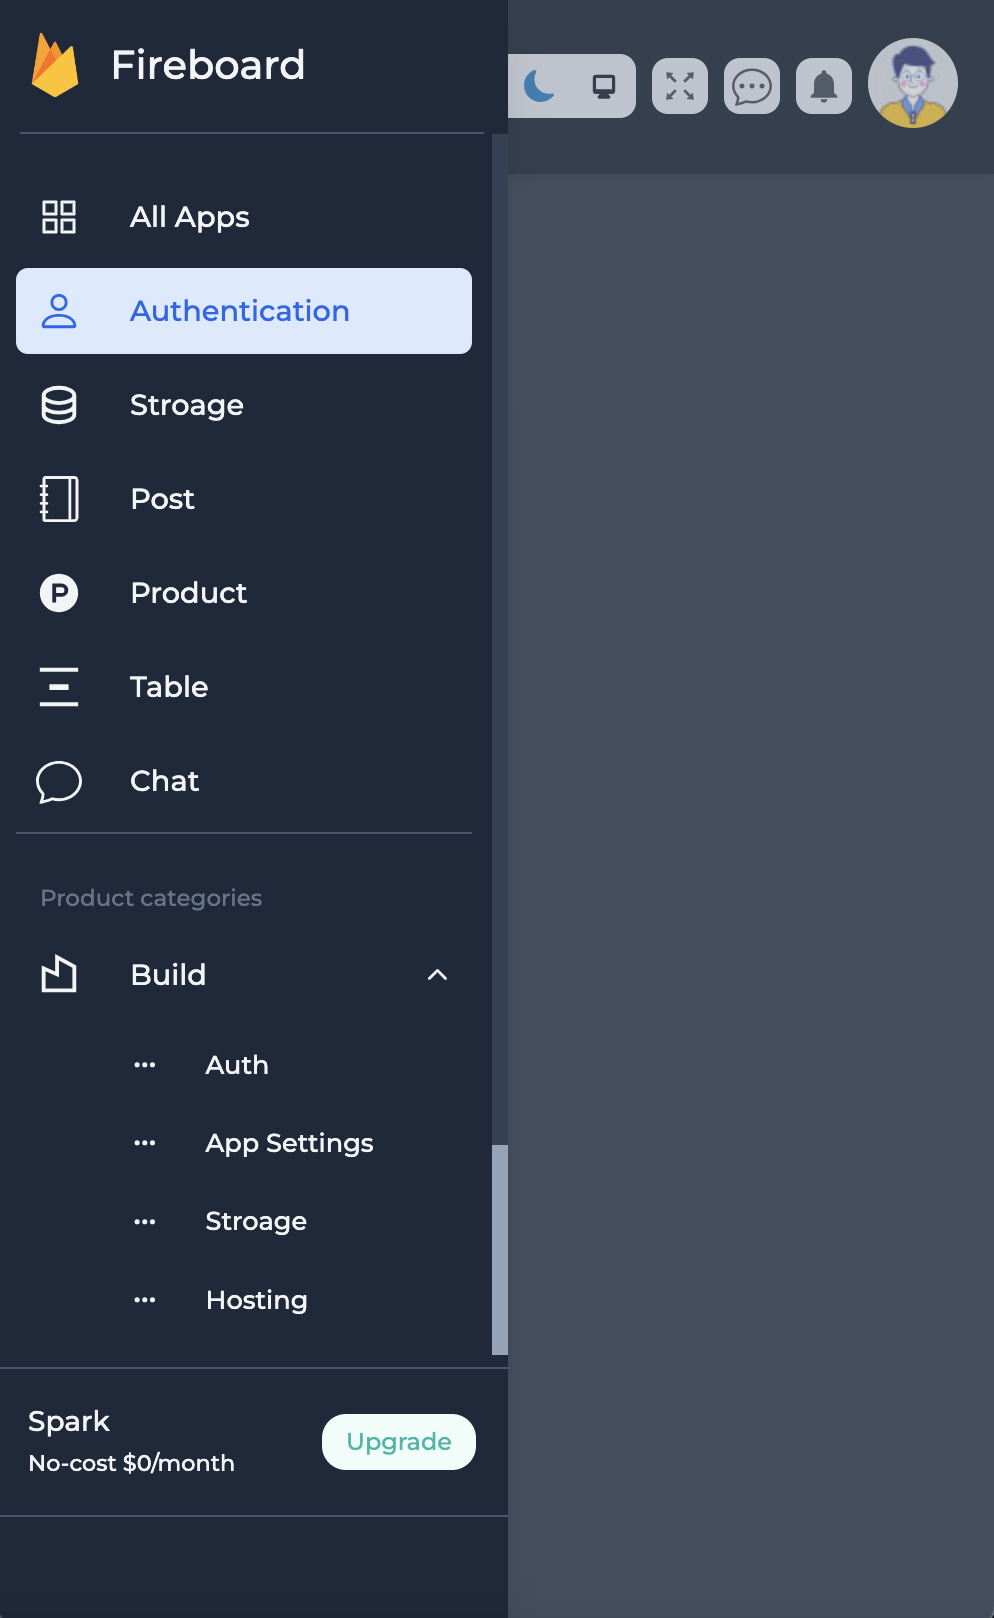 Fireboard
All Apps
Authentication
Stroage
Post
Product
Table
Chat
Product categories
Build
Auth
App Settings
Stroage
Hosting
Spark
No-cost $0/month
Upgrade